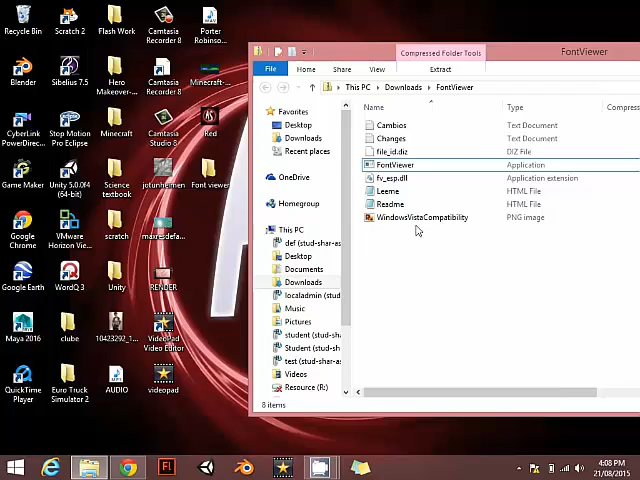 Recycle Bin
Scratch 2
Flash Work
Camtasia
Recorder 8
Porter
Robinso...
Blender
Sibelius 7.5
Hero
Makeover-...
Camtasia
Recorder 8
Minecraft-...
CyberLink
PowerDirec...
Stop Motion
Pro Eclipse
Minecraft
Camtasia
Studio 8
Red
Game Maker
Unity 5.0.0f4
(64-bit)
Science
textbook
jotunheimen
Font viewer
Google
Chrome
VMware
Horizon Vie...
scratch
maxresdefa...
Google Earth
WordQ 3
Unity
RENDER
Maya 2016
clube
10423292_1...
VideoPad
Video Editor
QuickTime
Player
Euro Truck
Simulator 2
AUDIO
videopad
Compressed Folder Tools
FontViewer
File
Home
Share
View
Extract
This PC
Downloads
FontViewer
Favorites
Desktop
Downloads
Recent places
OneDrive
Homegroup
This PC
def (stud-shar-as
Desktop
Documents
Downloads
localadmin (stud
Music
Pictures
student (stud-sh
Student (stud-sh
test (stud-shar-as
Videos
Resource (R:)
Name
Type
Compress
Cambios
Text Document
Changes
Text Document
file_id.diz
DIZ File
FontViewer
Application
fv_esp.dll
Application extension
Leeme
HTML File
Readme
HTML File
WindowsVistaCompatibility
PNG image
8 items
4:08 PM
21/08/2015